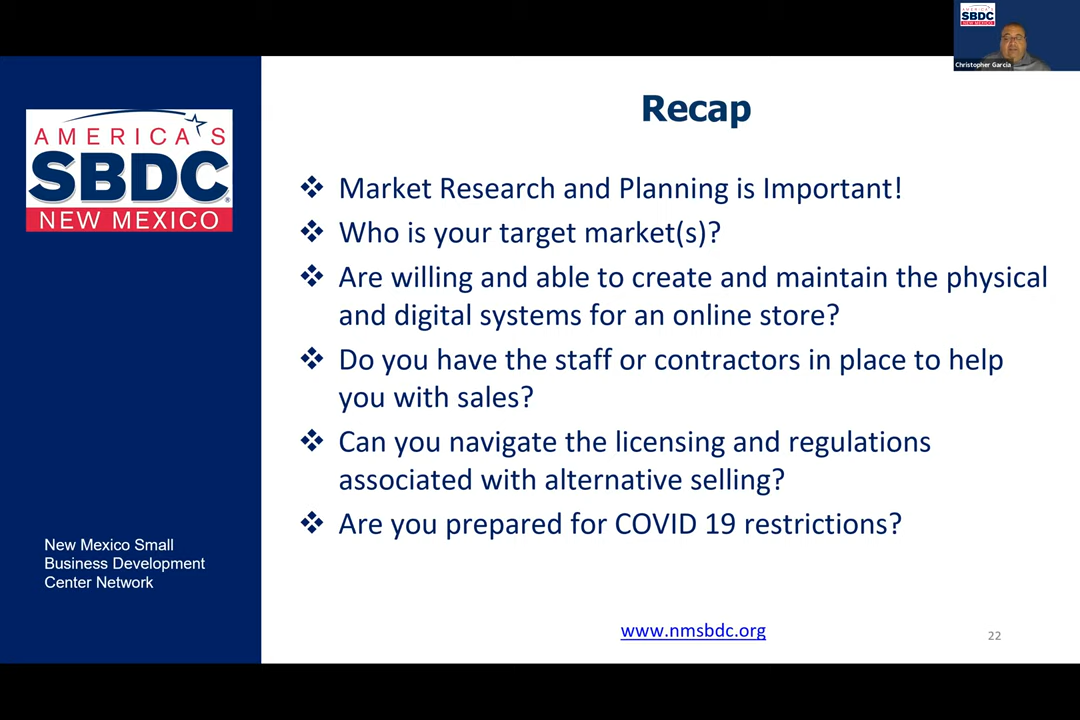 AMERICA'S
SBDC
NEW MEXICO
Christopher Garcia
AMERICA'S
SBDC®
NEW MEXICO
Recap
❖ Market Research and Planning is Important!
❖ Who is your target market(s)?
❖ Are willing and able to create and maintain the physical
and digital systems for an online store?
❖ Do you have the staff or contractors in place to help
you with sales?
❖ Can you navigate the licensing and regulations
associated with alternative selling?
❖ Are you prepared for COVID 19 restrictions?
New Mexico Small
Business Development
Center Network
www.nmsbdc.org
22